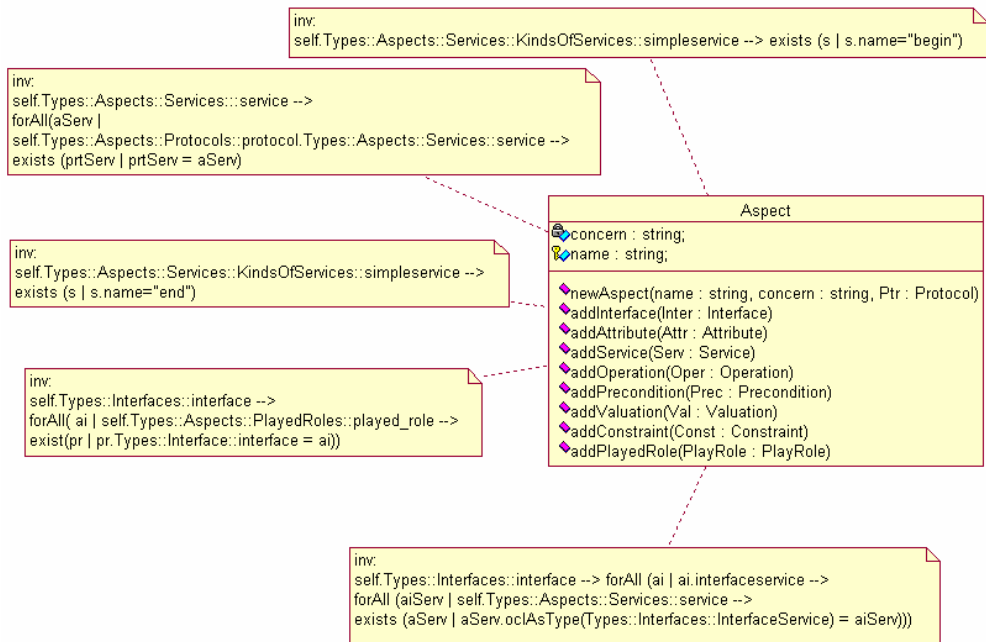 inv:
self.Types::Aspects::Services::KindsOfServices::simpleservice --> exists (s | s.name="begin")
inv:
self.Types::Aspects::Services:::service -->
forAll(aServ |
self.Types::Aspects::Protocols::protocol.Types::Aspects::Services::service -->
exists (prtServ | prtServ = aServ)
Aspect
concern : string;
name : string;
inv:
self.Types::Aspects::Services::KindsOfServices::simpleservice -->
exists (s | s.name="end")
newAspect(name : string, concern : string, Ptr : Protocol)
addInterface(Inter : Interface)
addAttribute(Attr : Attribute)
addService(Serv : Service)
addOperation(Oper : Operation)
addPrecondition(Prec : Precondition)
addValuation(Val : Valuation)
addConstraint(Const : Constraint)
addPlayedRole(PlayRole : PlayRole)
inv:
self.Types::Interfaces::interface -->
forAll( ai | self.Types::Aspects::PlayedRoles::played_role -->
exist(pr | pr.Types::Interface::interface = ai))
inv:
self.Types::Interfaces::interface --> forAll (ai | ai.interfaceservice -->
forAll (aiServ | self.Types::Aspects::Services::service -->
exists (aServ | aServ.oclAsType(Types::Interfaces::InterfaceService) = aiServ)))